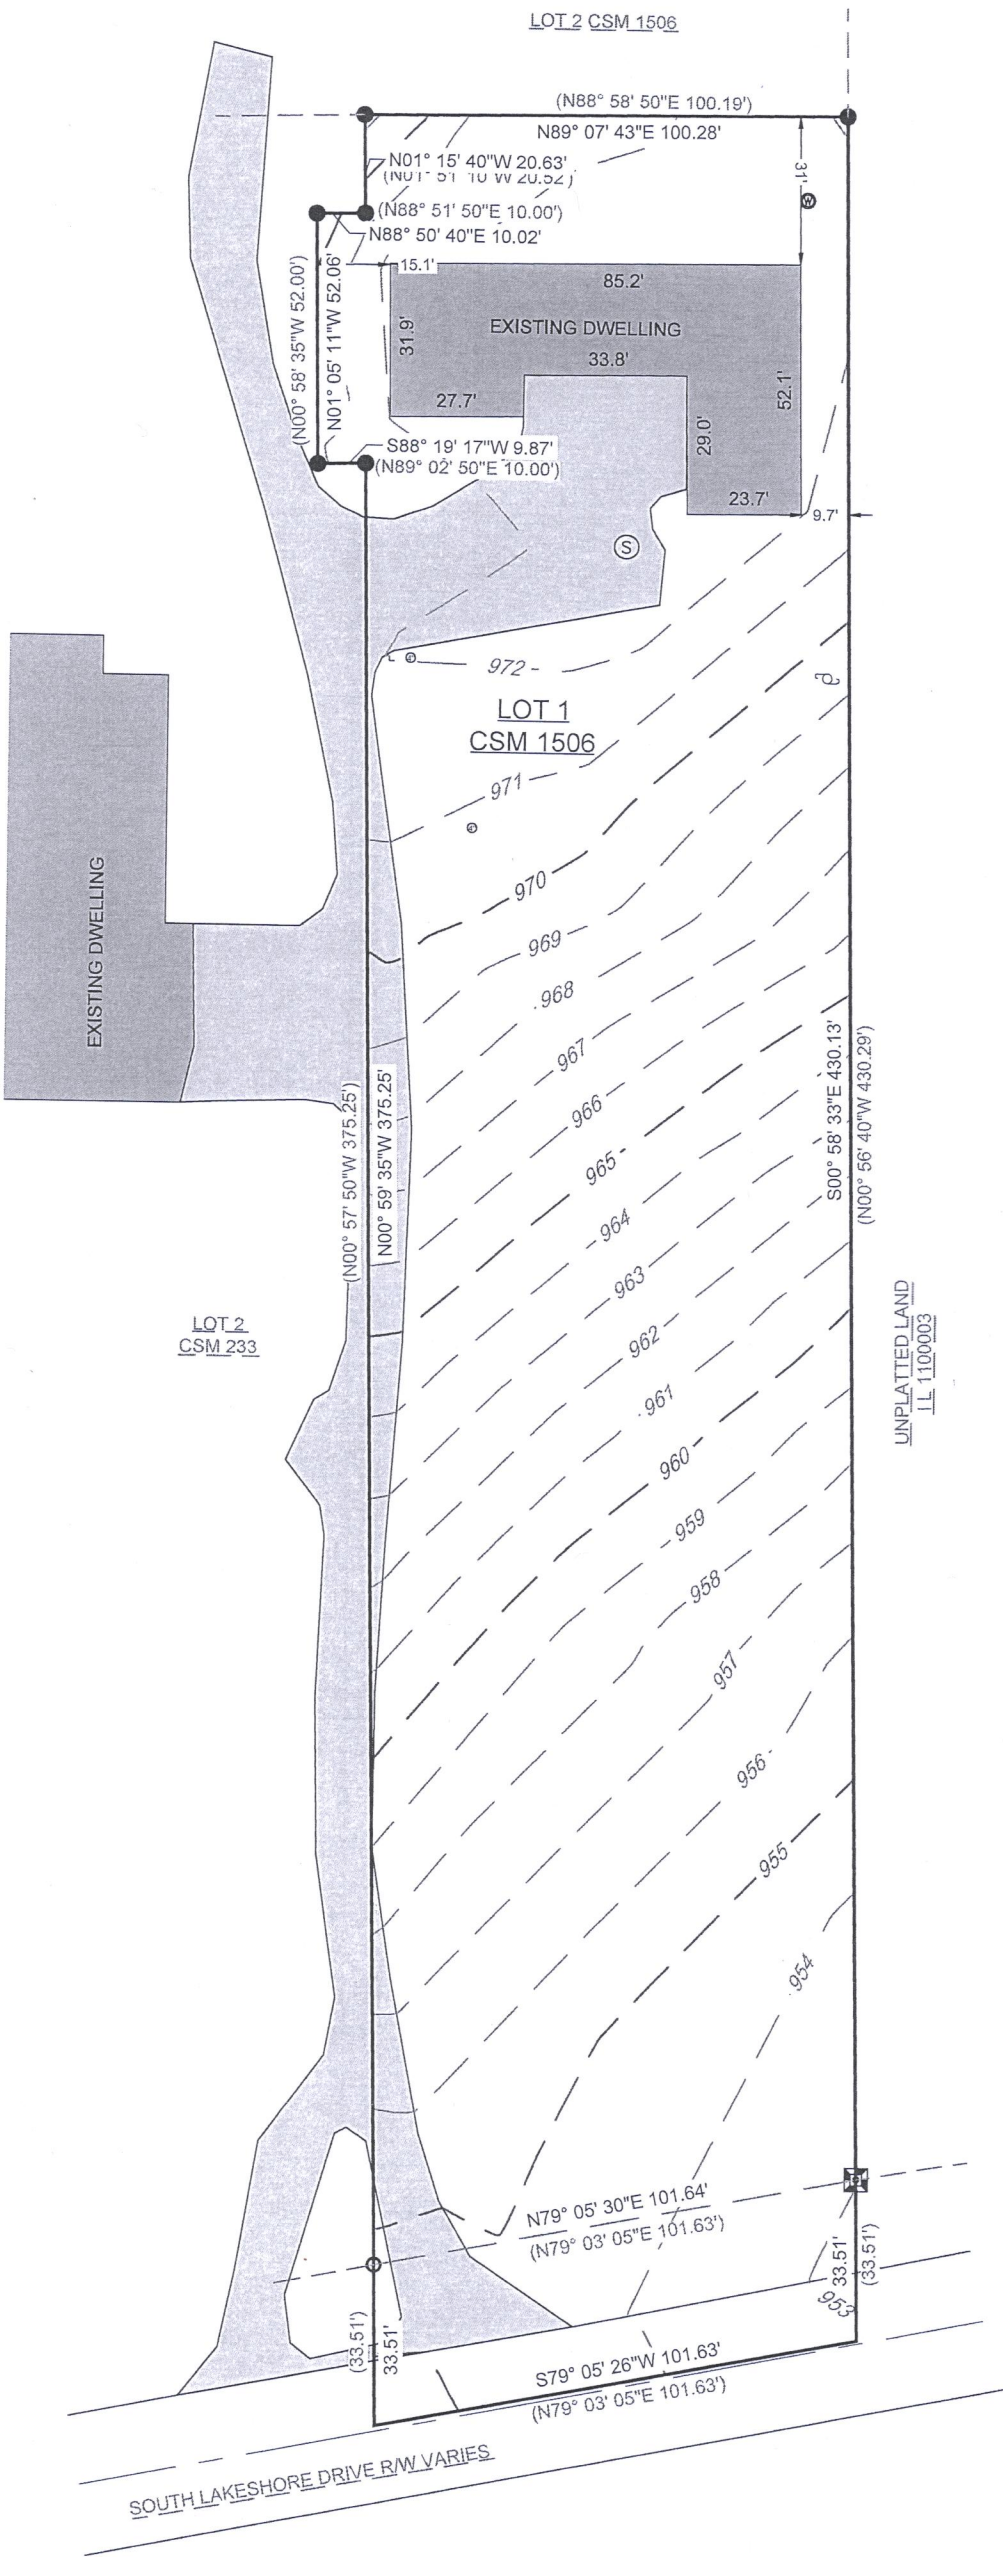 LOT 2 CSM 1506
(N88° 58' 50"E 100.19')
N89° 07' 43"E 100.28'
N01° 15' 40"W 20.63'
(N01° 51' 10"W 20.52')
31'
W
(N88° 51' 50"E 10.00')
N88° 50' 40"E 10.02'
15.1'
85.2'
(N00° 58' 35"W 52.00')
N01° 05' 11"W 52.06'
31.9'
EXISTING DWELLING
33.8'
27.7'
52.1'
29.0'
S88° 19' 17"W 9.87'
(N89° 02' 50"E 10.00')
23.7'
9.7'
S
972
LOT 1
CSM 1506
971
970
969
968
967
966
965
964
963
962
961
960
959
958
957
956
955
954
953
EXISTING DWELLING
(N00° 57' 50"W 375.25')
N00° 59' 35"W 375.25'
S00° 58' 33"E 430.13'
(N00° 56' 40"W 430.29')
LOT 2
CSM 233
UNPLATTED LAND
I L 1100003
N79° 05' 30"E 101.64'
(N79° 03' 05"E 101.63')
33.51'
(33.51')
(33.51')
33.51'
S79° 05' 26"W 101.63'
(N79° 03' 05"E 101.63')
SOUTH LAKESHORE DRIVE R/W VARIES